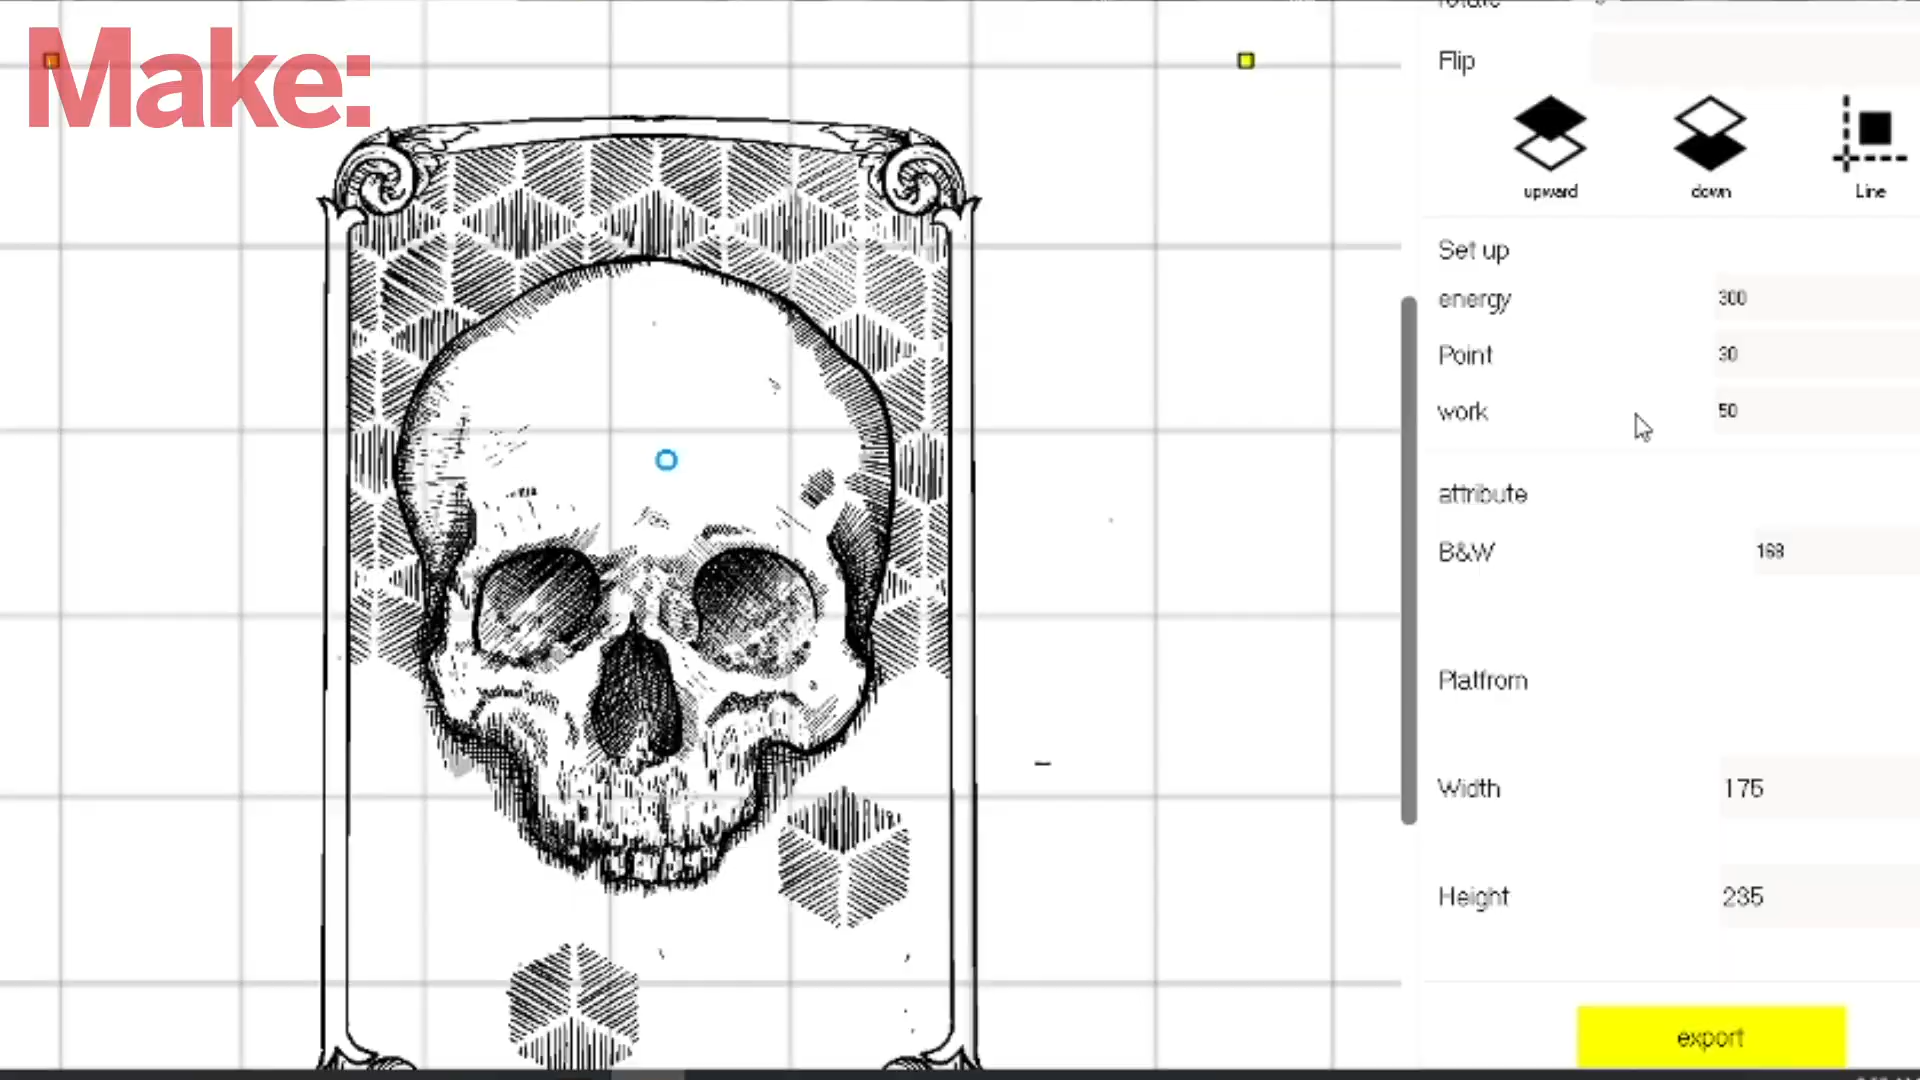 Make:
Flip
upward
down
Line
Set up
energy
300
Point
30
work
50
attribute
B&W
168
Platfrom
Width
175
Height
235
export